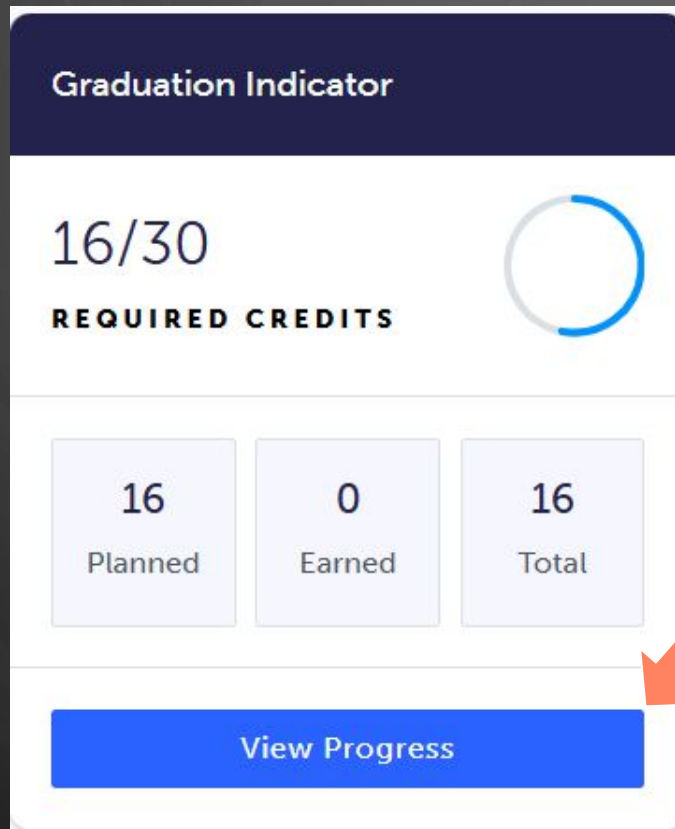 Graduation Indicator
16/30
REQUIRED CREDITS
16 0 16
Planned Earned Total
View Progress